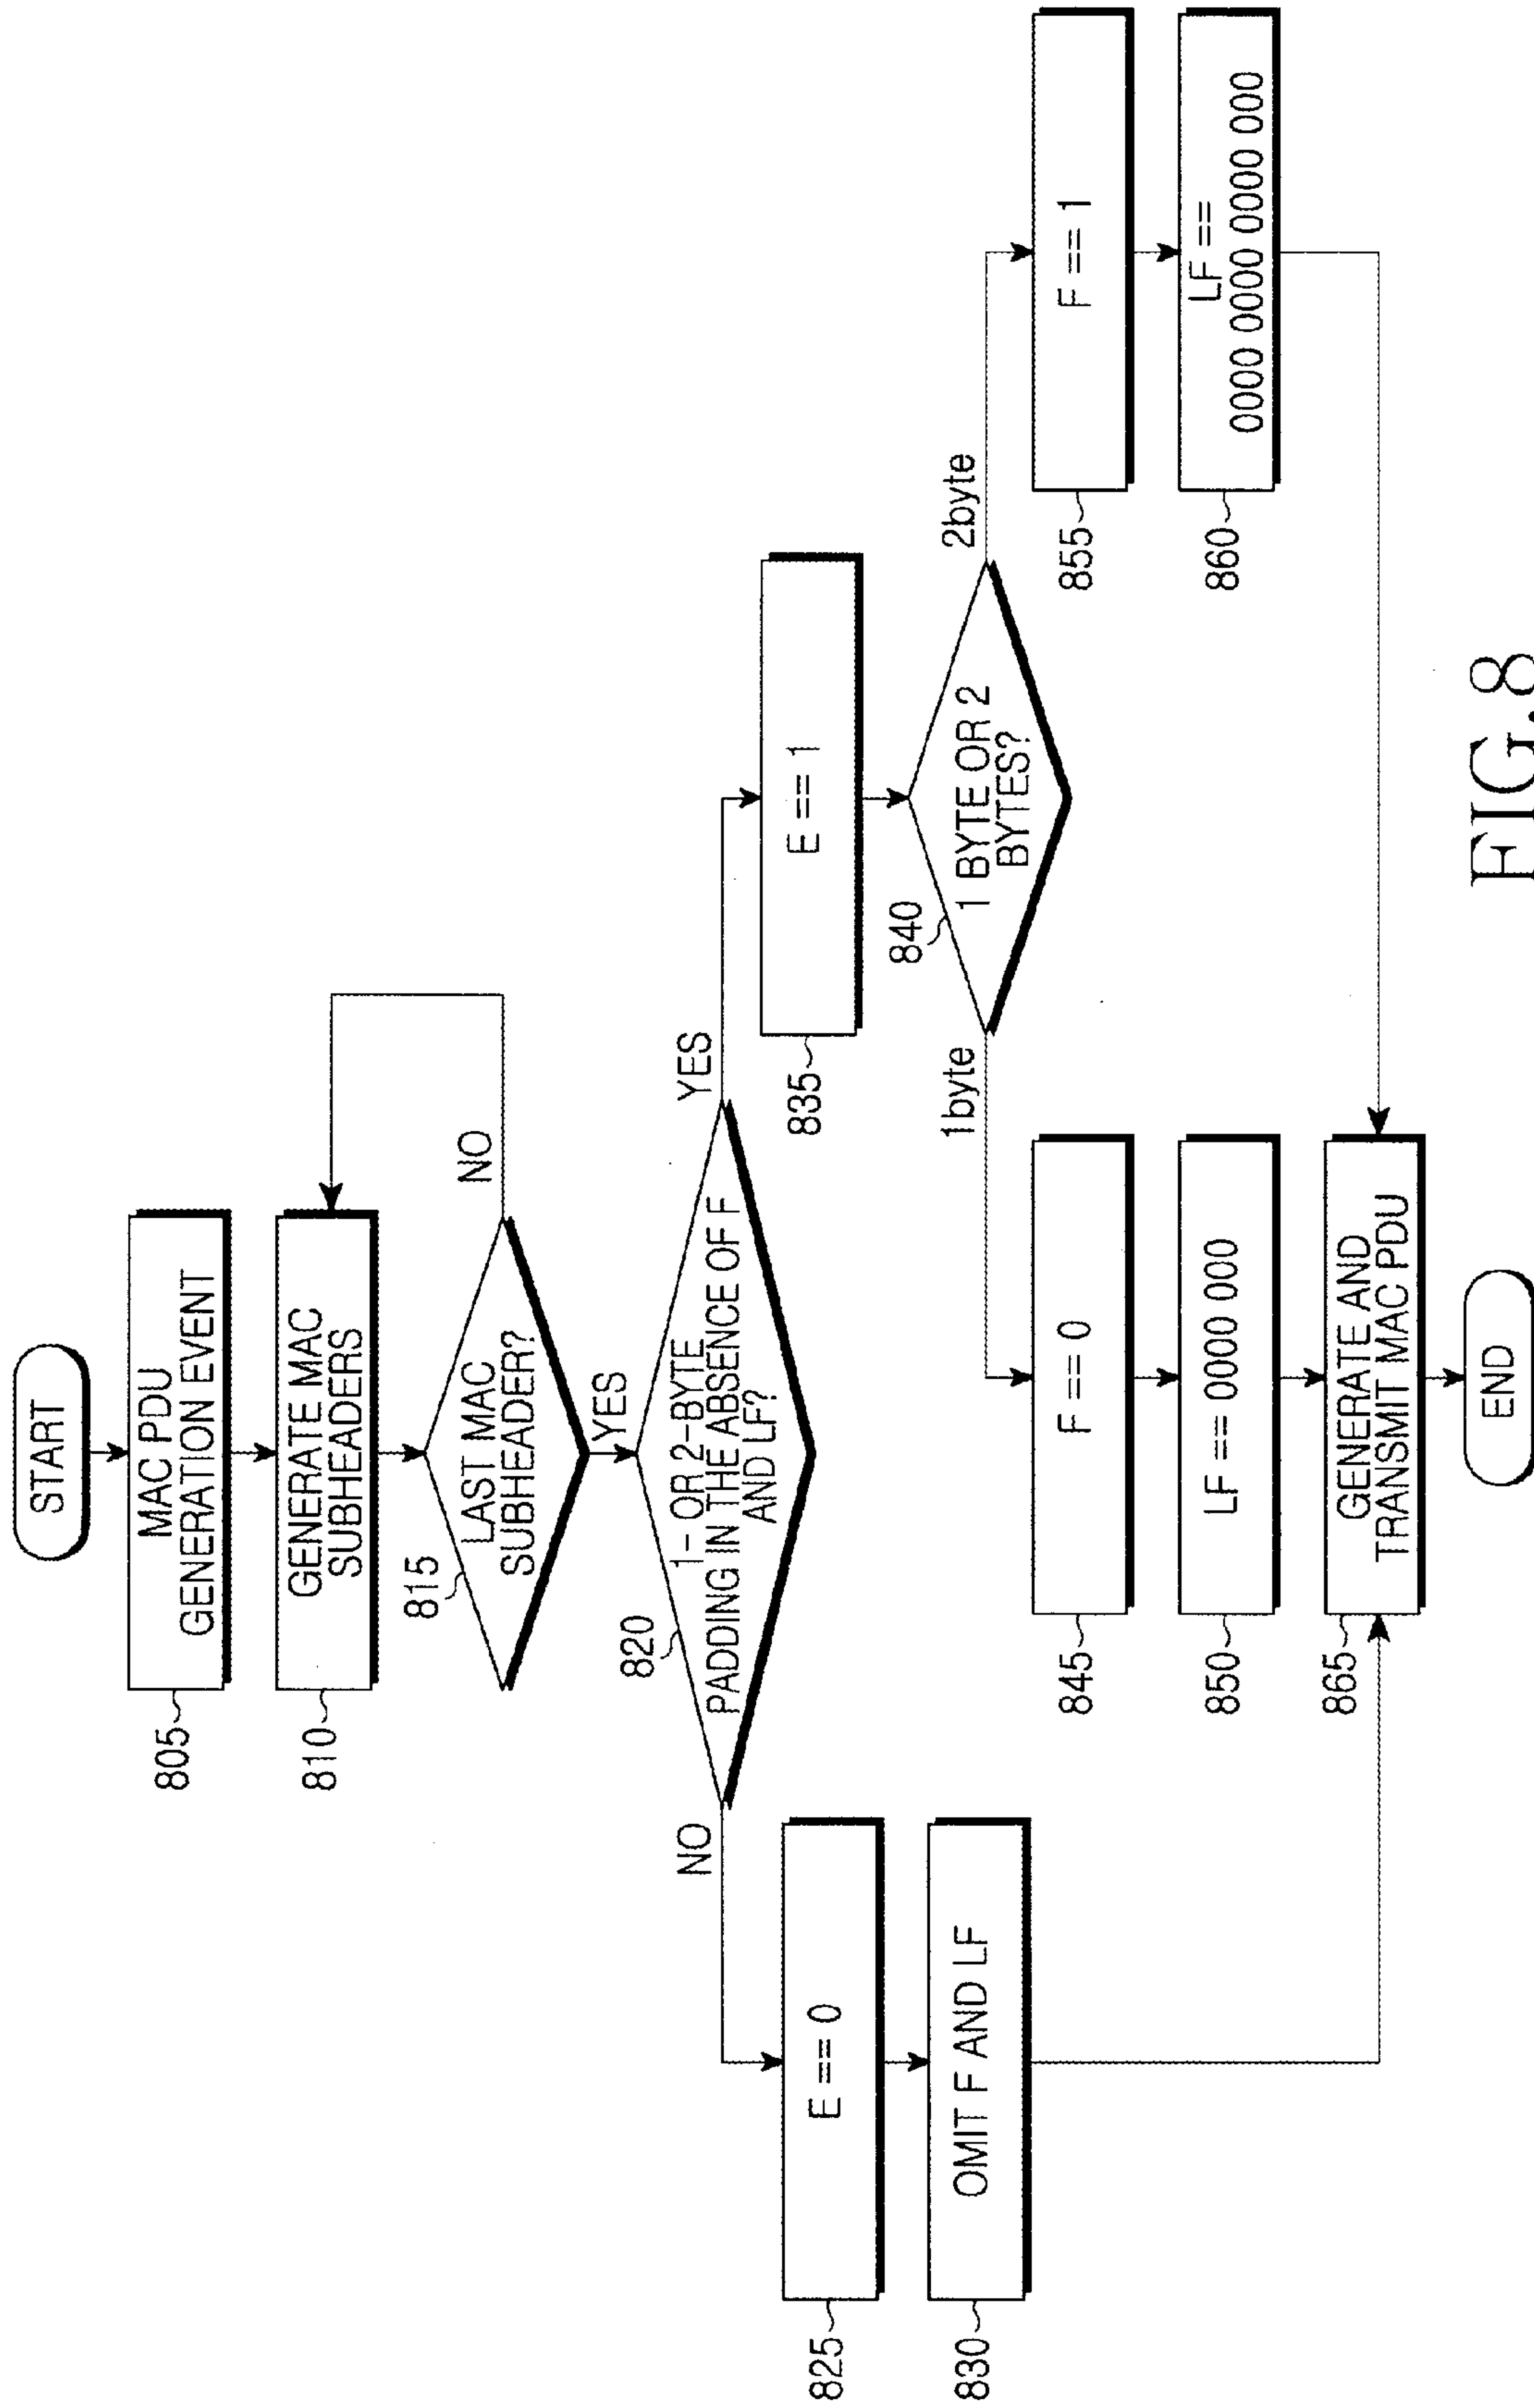 START
805
MAC PDU
GENERATION EVENT
810
GENERATE MAC
SUBHEADERS
815
LAST MAC
SUBHEADER?
NO
YES
820
1- OR 2-BYTE
PADDING IN THE ABSENCE OF F
AND LF?
NO
YES
825
E == 0
830
OMIT F AND LF
835
E == 1
840
1 BYTE OR 2
BYTES?
1byte
2byte
845
F == 0
850
LF == 0000 000
855
F == 1
860
LF ==
0000 0000 0000 000
865
GENERATE AND
TRANSMIT MAC PDU
END
FIG.8